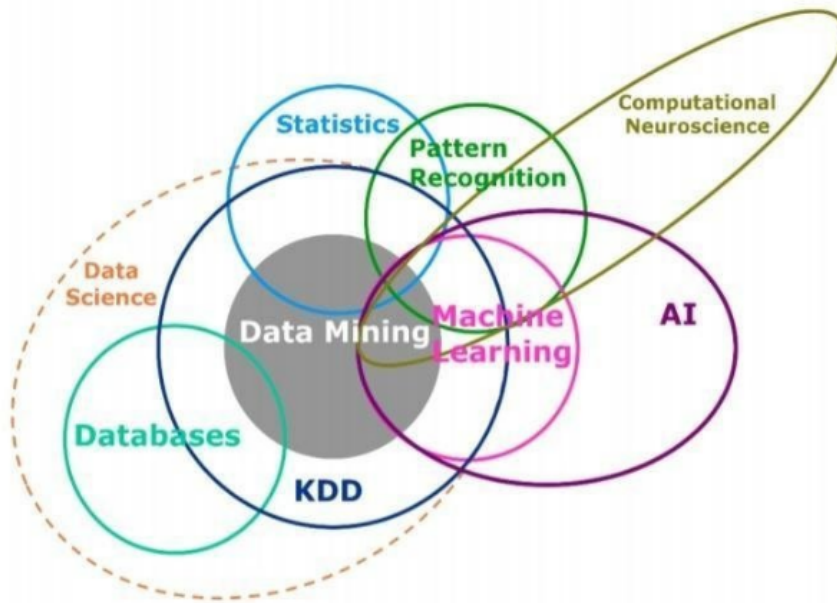 Computational
Neuroscience
Statistics
Pattern
Recognition
Data
Science
Data Mining
Machine
Learning
AI
Databases
KDD